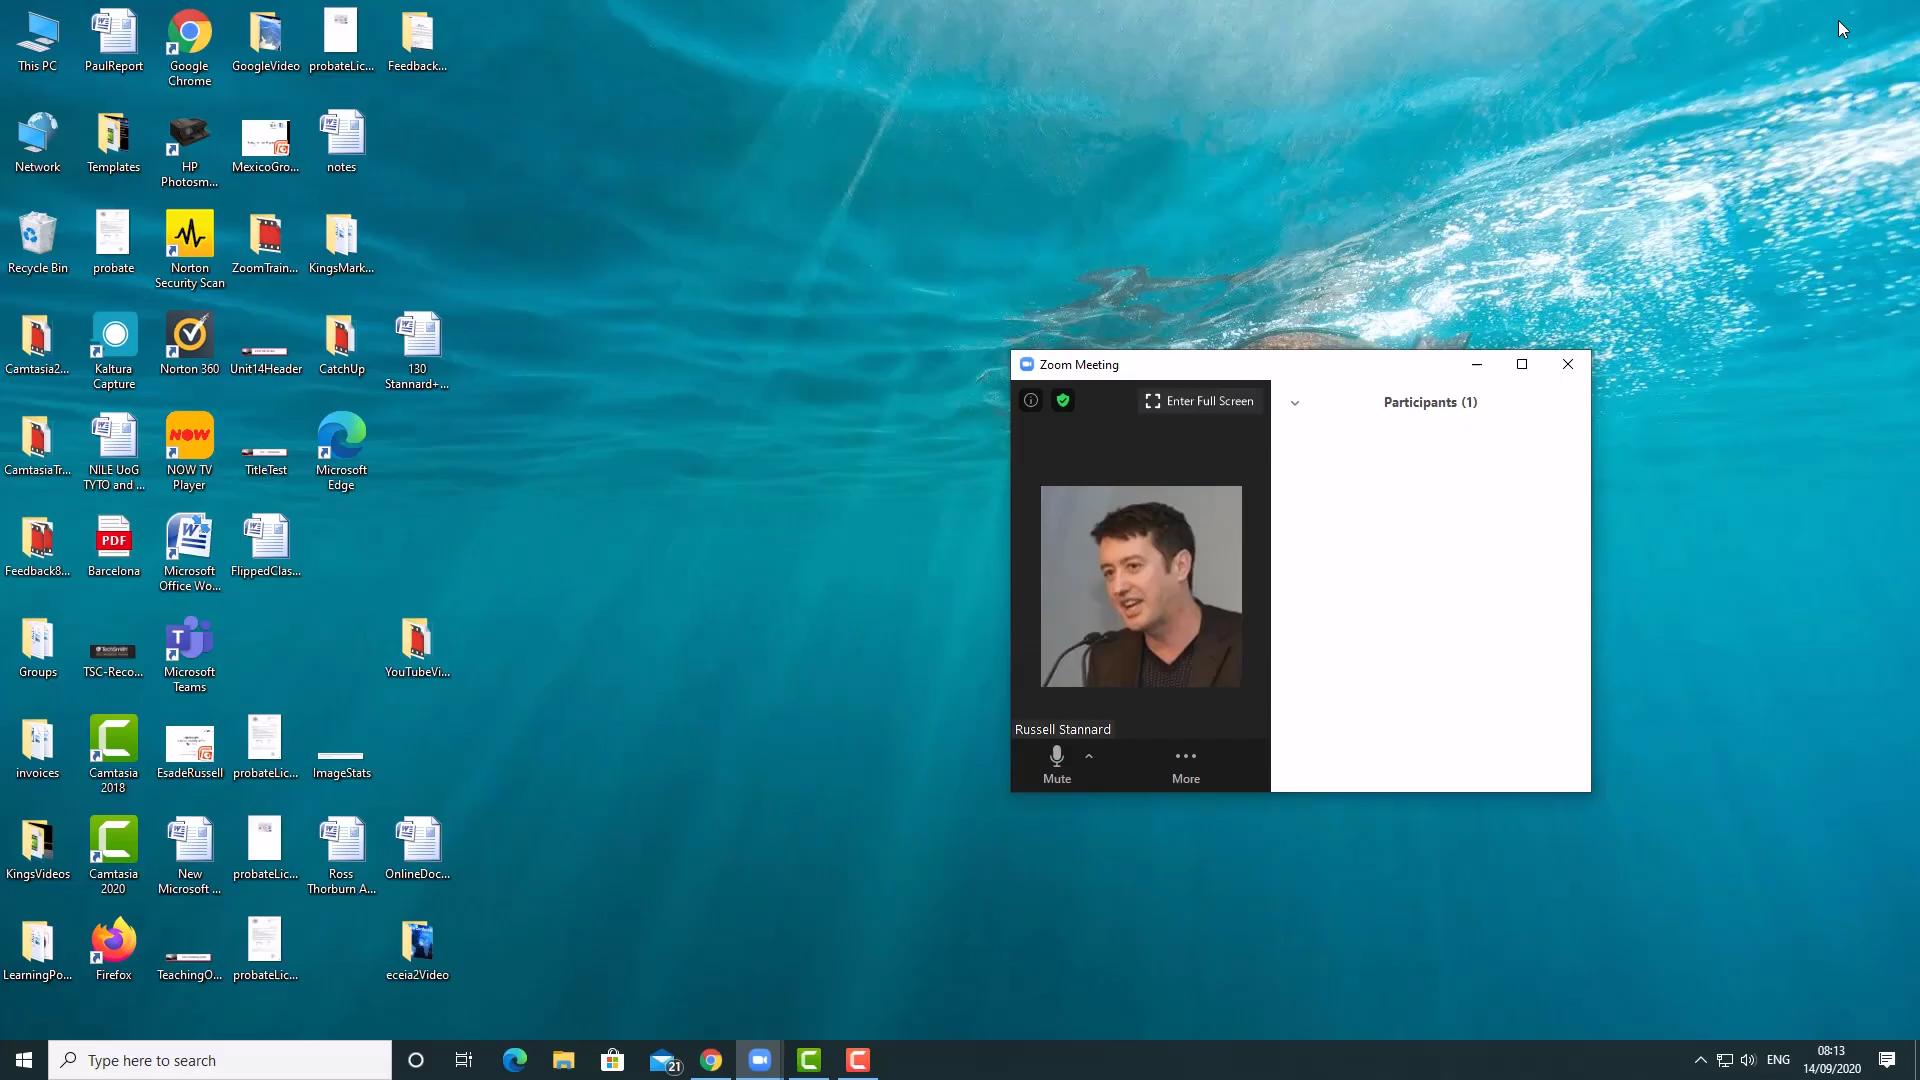 This PC
PaulReport
Google
Chrome
GoogleVideo
probateLic...
Feedback...
Network
Templates
HP
Photosm...
MexicoGro...
notes
Recycle Bin
probate
Norton
Security Scan
ZoomTrain...
KingsMark...
Camtasia2...
Kaltura
Capture
Norton 360
Unit14Header
CatchUp
130
Stannard+...
CamtasiaTr...
NILE UoG
TYTO and ...
NOW
NOW TV
Player
TitleTest
Microsoft
Edge
Feedback8...
PDF
Barcelona
Microsoft
Office Wo...
FlippedClas...
Groups
TechSmith
TSC-Reco...
Microsoft
Teams
YouTubeVi...
invoices
Camtasia
2018
EsadeRussell
probateLic...
ImageStats
KingsVideos
Camtasia
2020
New
Microsoft ...
probateLic...
Ross
Thorburn A...
OnlineDoc...
LearningPo...
Firefox
TeachingO...
probateLic...
eceia2Video
Zoom Meeting
Enter Full Screen
Participants (1)
Russell Stannard
Mute
More
Type here to search
21
ENG
08:13
14/09/2020